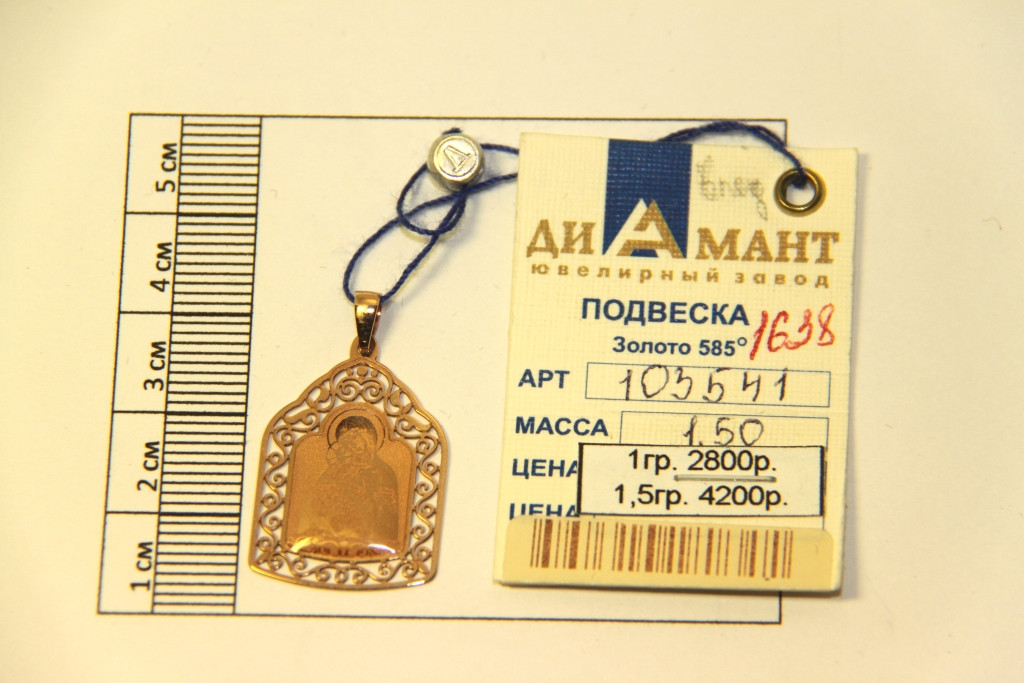 5 см
4 см
3 см
2 см
1 см
Д
ДИАМАНТ
ювелирный завод
ПОДВЕСКА
1638
Золото 585°
АРТ 103541
МАССА 1.50
ЦЕНА 1гр. 2800р.
ЦЕНА 1,5гр. 4200р.